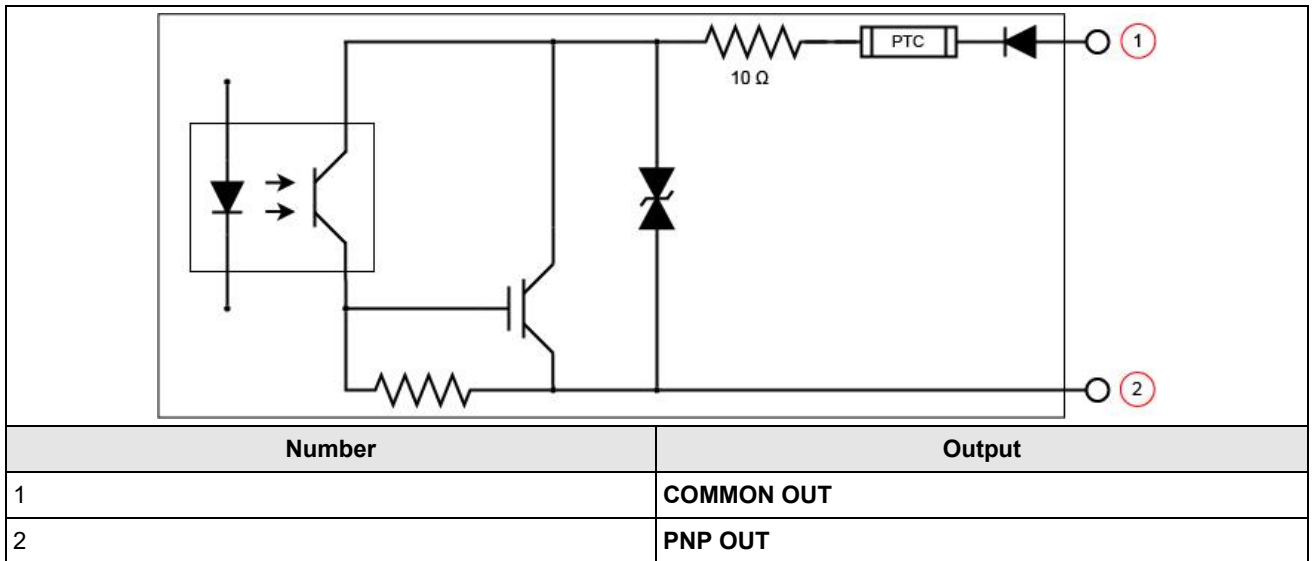 PTC
1
10 Ω
2
Number Output
1 COMMON OUT
2 PNP OUT